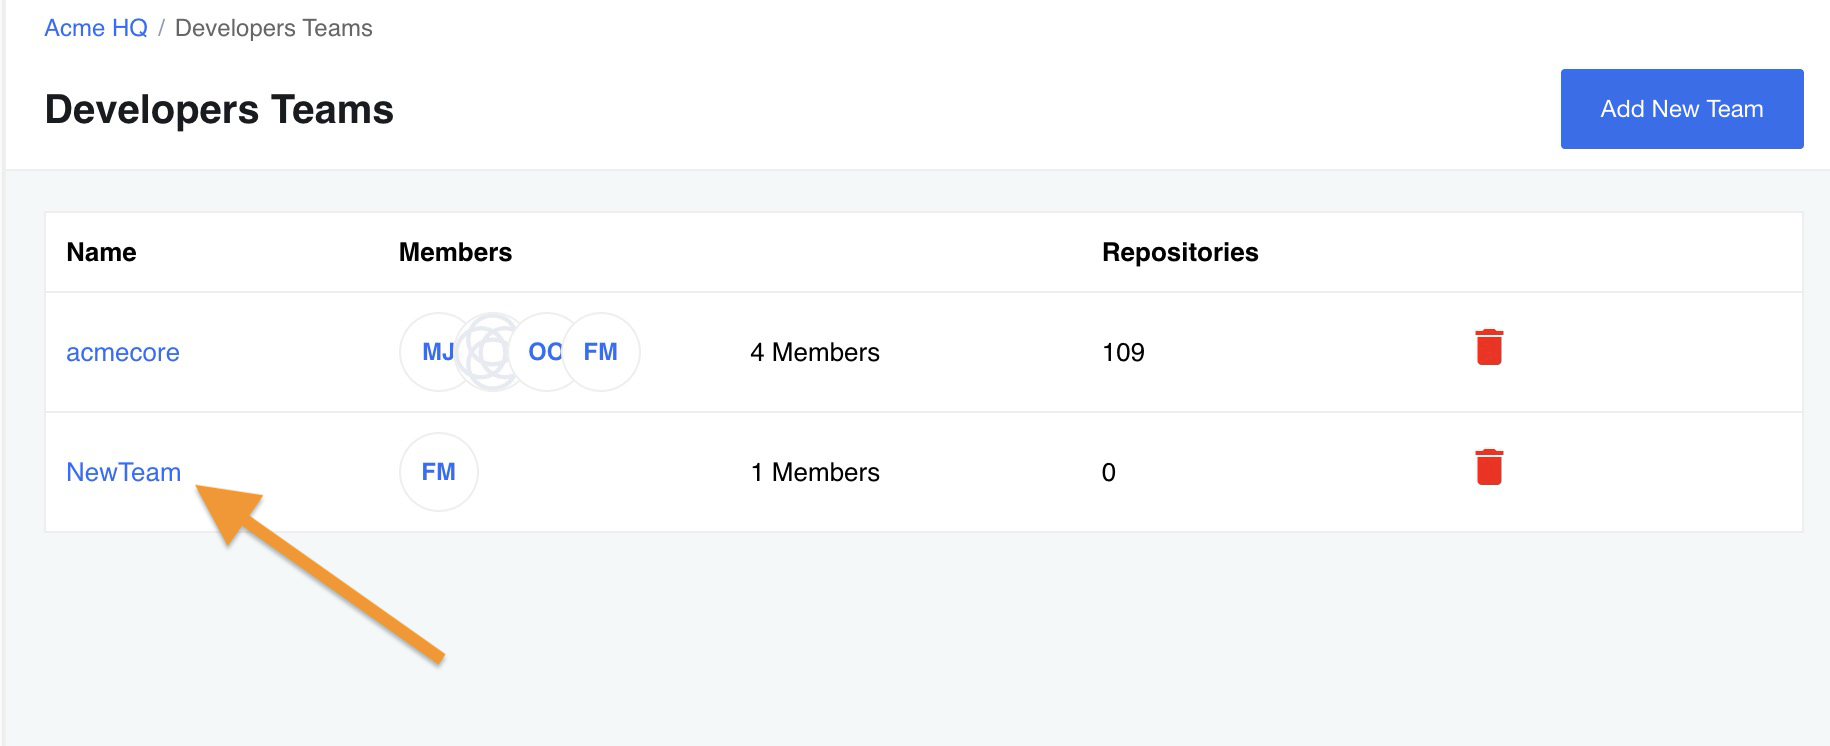 Acme HQ / Developers Teams
Developers Teams
Add New Team
Name Members Repositories
acmecore MJ OO FM 4 Members 109
NewTeam FM 1 Members 0